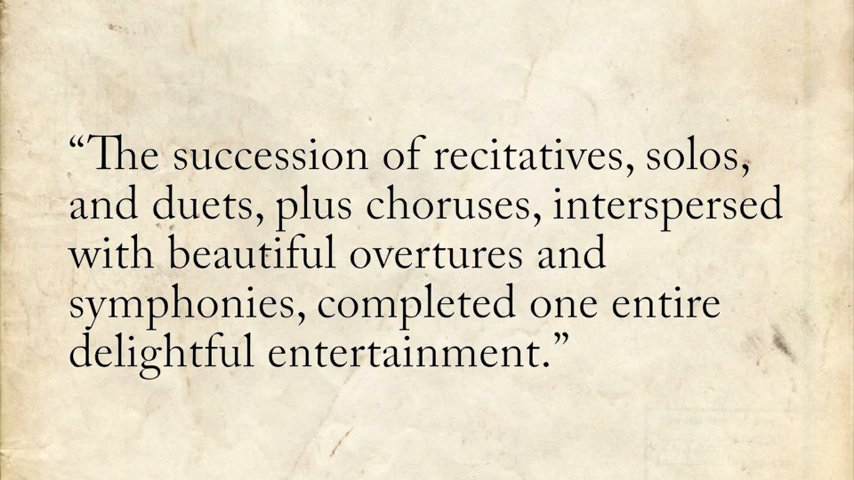 “The succession of recitatives, solos,
and duets, plus choruses, interspersed
with beautiful overtures and
symphonies, completed one entire
delightful entertainment.”